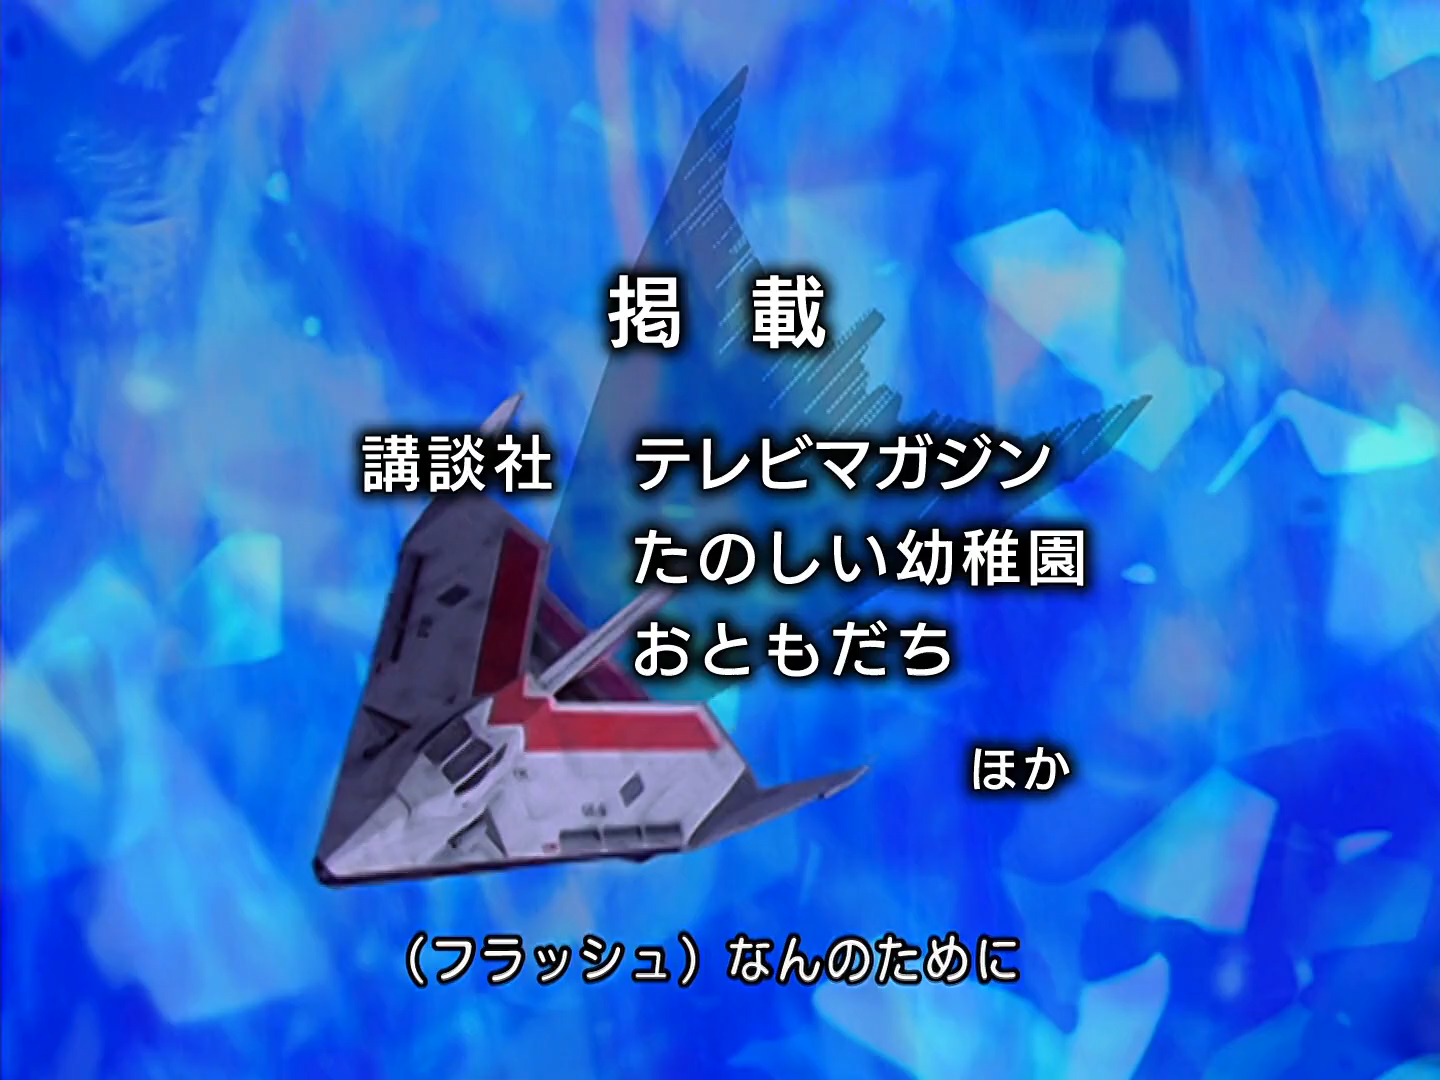 掲 載
講談社 テレビマガジン
たのしい幼稚園
おともだち
ほか
（フラッシュ）なんのために